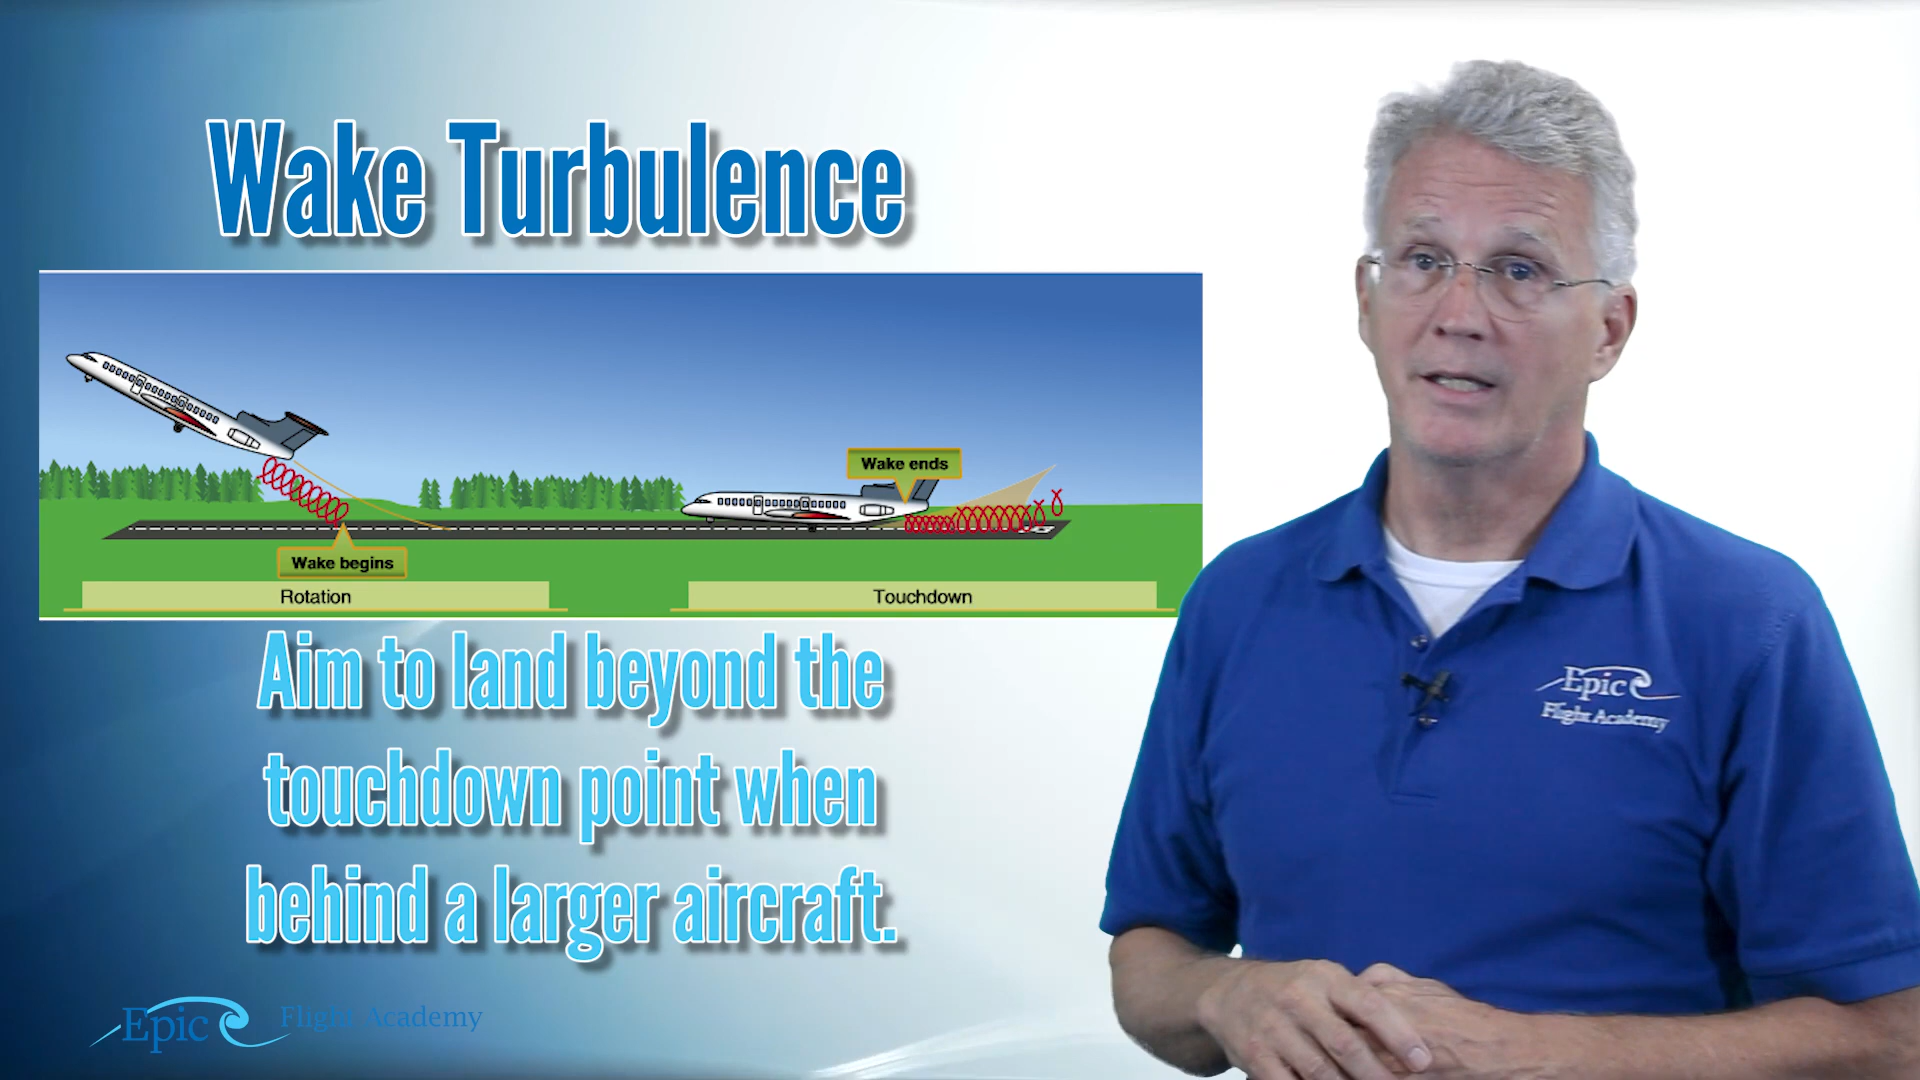 Wake Turbulence
Wake ends
Wake begins
Rotation
Touchdown
Aim to land beyond the
touchdown point when
behind a larger aircraft.
Epic
Flight Academy
Epic Flight Academy